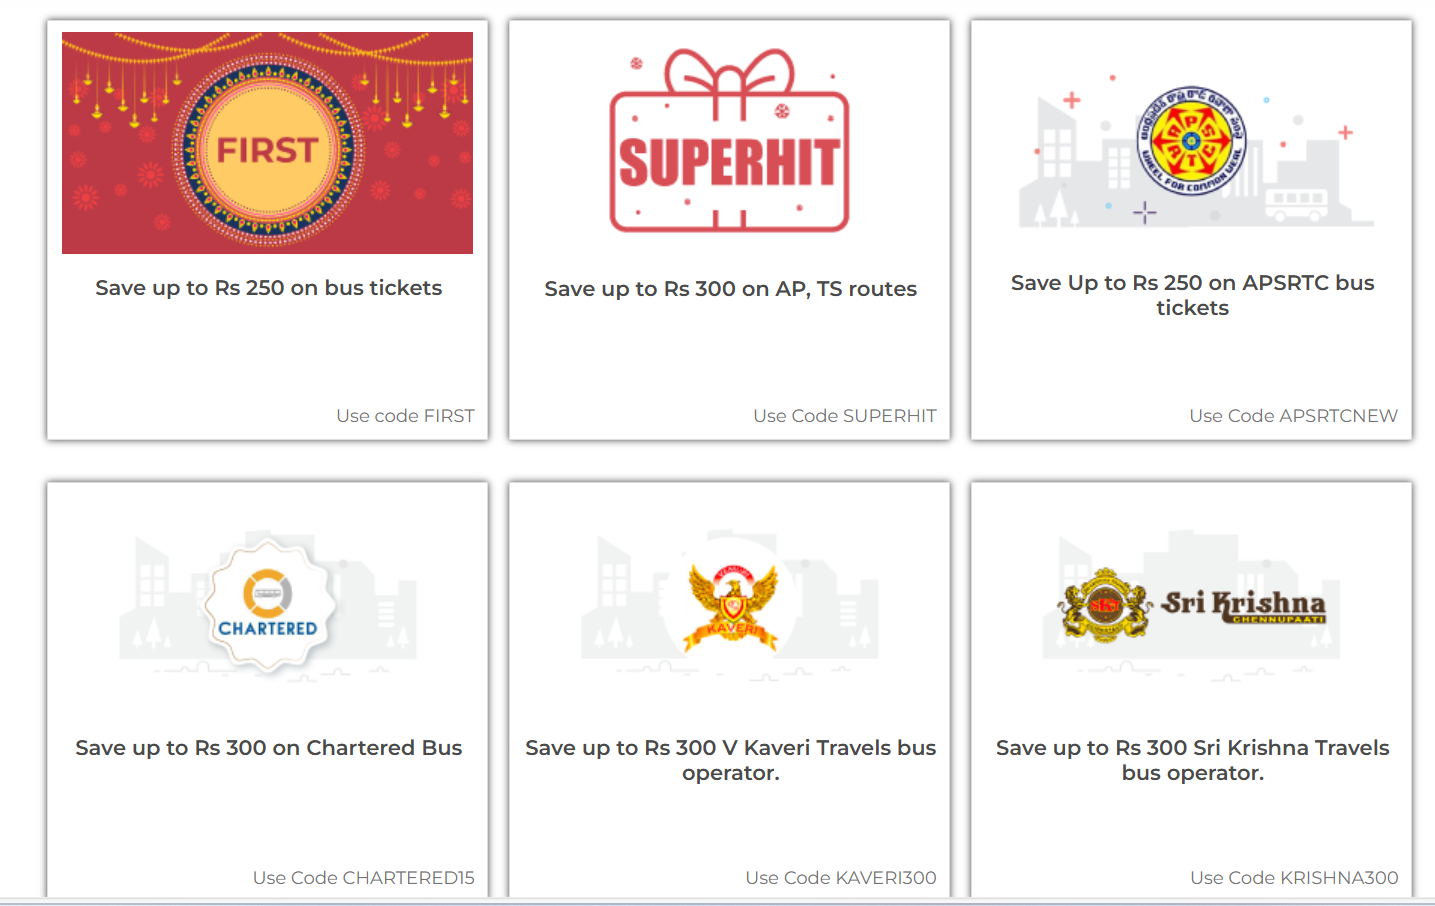 FIRST
Save up to Rs 250 on bus tickets
Use code FIRST
SUPERHIT
Save up to Rs 300 on AP, TS routes
Use Code SUPERHIT
APSRTC
WHEEL FOR COMMON WEAL
Save Up to Rs 250 on APSRTC bus
tickets
Use Code APSRTCNEW
CHARTERED
Save up to Rs 300 on Chartered Bus
Use Code CHARTERED15
VEMURI
KAVERI
Save up to Rs 300 V Kaveri Travels bus
operator.
Use Code KAVERI300
SKT
Sri Krishna
CHENNUPAATI
Save up to Rs 300 Sri Krishna Travels
bus operator.
Use Code KRISHNA300